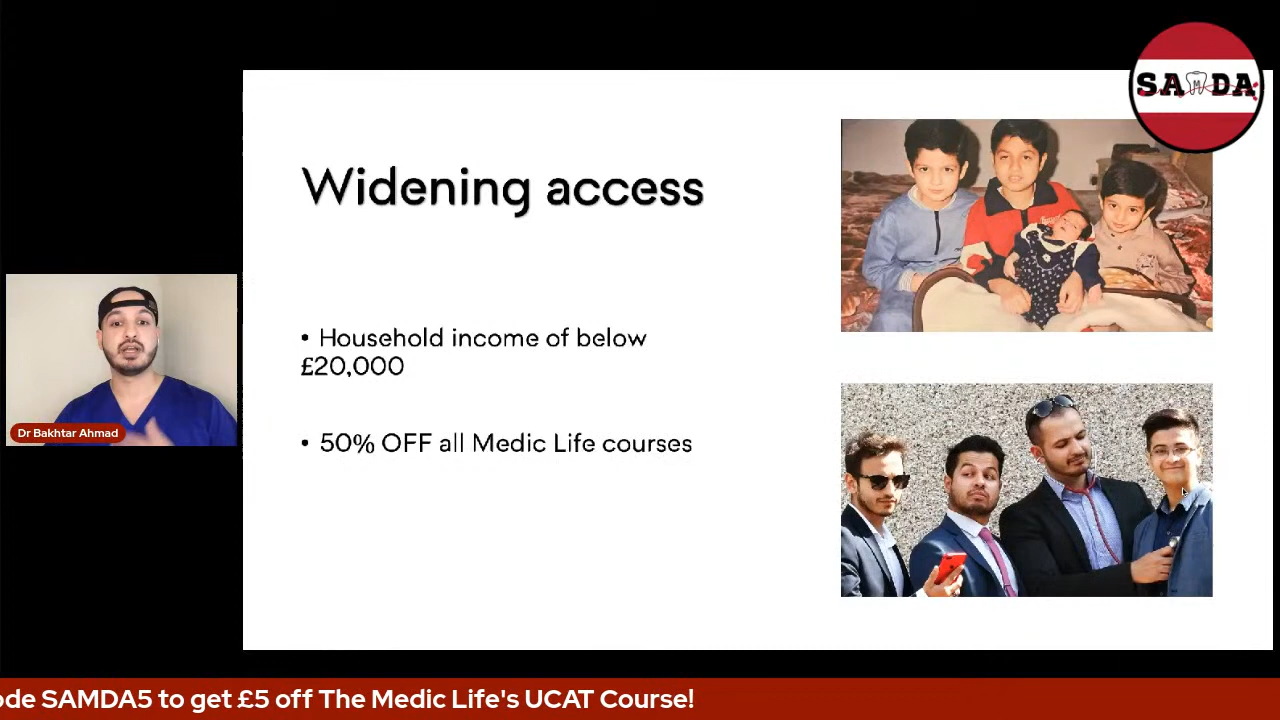 SAMDA
Widening access
• Household income of below
£20,000
• 50% OFF all Medic Life courses
Dr Bakhtar Ahmad
ode SAMDA5 to get £5 off The Medic Life's UCAT Course!